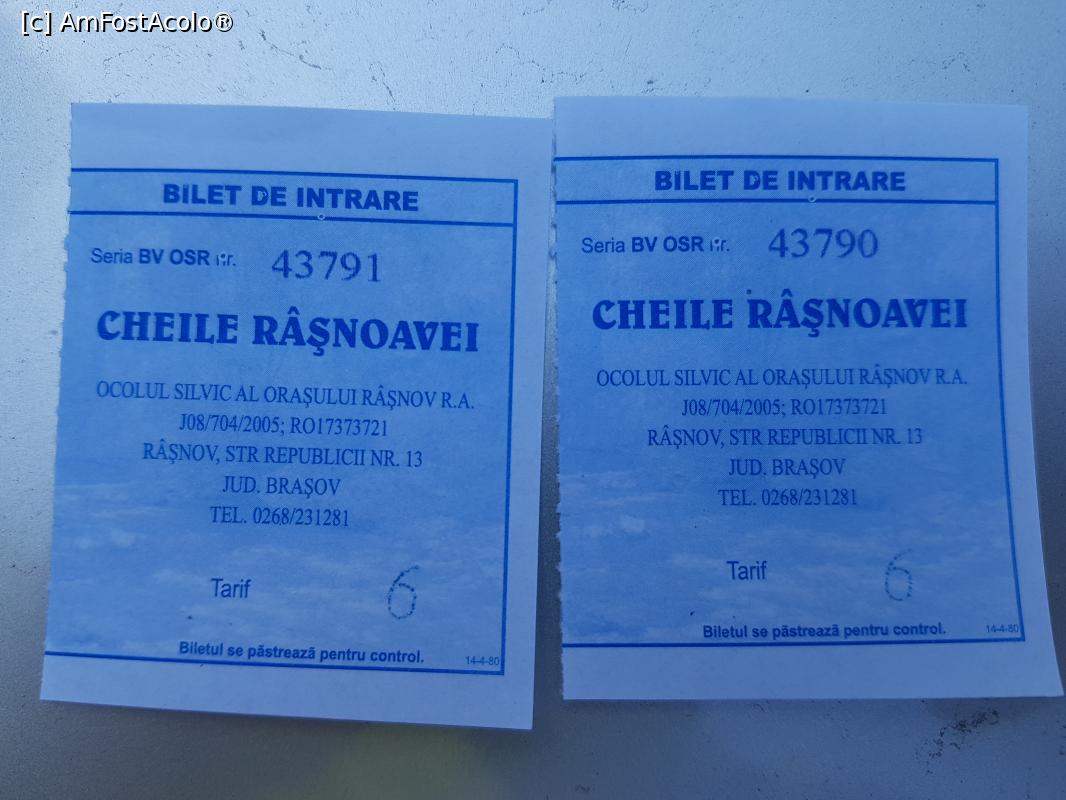 [c] AmFostAcolo®
BILET DE INTRARE
Seria BV OSR nr. 43791
CHEILE RÂŞNOAVEI
OCOLUL SILVIC AL ORAŞULUI RÂŞNOV R.A.
J08/704/2005; RO17373721
RÂŞNOV, STR REPUBLICII NR. 13
JUD. BRAŞOV
TEL. 0268/231281
Tarif 6
Biletul se păstrează pentru control.
14-4-80
BILET DE INTRARE
Seria BV OSR nr. 43790
CHEILE RÂŞNOAVEI
OCOLUL SILVIC AL ORAŞULUI RÂŞNOV R.A.
J08/704/2005; RO17373721
RÂŞNOV, STR REPUBLICII NR. 13
JUD. BRAŞOV
TEL. 0268/231281
Tarif 6
Biletul se păstrează pentru control.
14-4-80